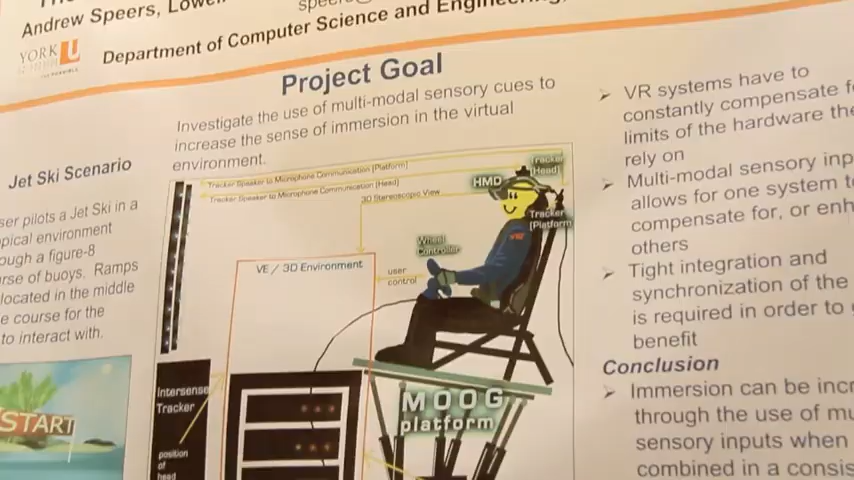 Andrew Speers,
YORK U
Department of Computer Science and Engineering,
Project Goal
Investigate the use of multi-modal sensory cues to
increase the sense of immersion in the virtual
environment.
Jet Ski Scenario
ser pilots a Jet Ski in a
opical environment
ough a figure-8
rse of buoys. Ramps
located in the middle
e course for the
to interact with.
START
Tracker Speaker to Microphone Communication [Platform]
Tracker Speaker to Microphone Communication [Head]
3D Stereoscopic View
HMD
Tracker
[Head]
Tracker
[Platform
Wheel
Controller
user
control
VE / 3D Environment
Intersense
Tracker
position
of
head
MOOG
platform
VR systems have to
constantly compensate
limits of the hardware
rely on
Multi-modal sensory
allows for one system
compensate for, or
others
Tight integration and
synchronization of the
is required in order to
benefit
Conclusion
Immersion can be
through the use of
sensory inputs when
combined in a